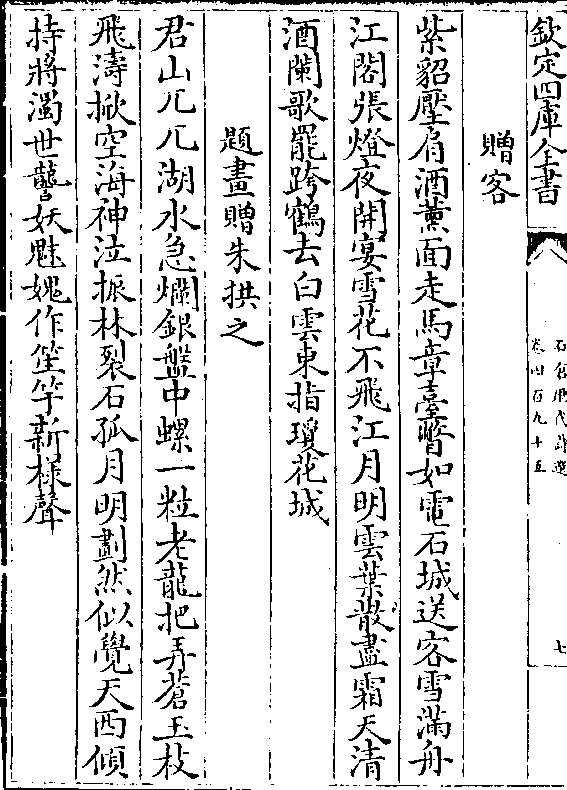 欽定四庫全書
石倉歷代詩選
卷四百九十五
七
贈客
紫貂壓肩酒薰面走馬章臺瞥如電石城送客雪滿舟
江閣張燈夜開宴雪花不飛江月明雲葉散盡霜天清
酒闌歌罷跨鶴去白雲東指瓊花城
題畫贈朱拱之
君山兀兀湖水急爛銀盤中螺一粒老龍把弄蒼玉枝
飛濤掀空海神泣振林裂石孤月明劃然似覺天西傾
持將濁世聾妖魅媿作笙竽新様聲